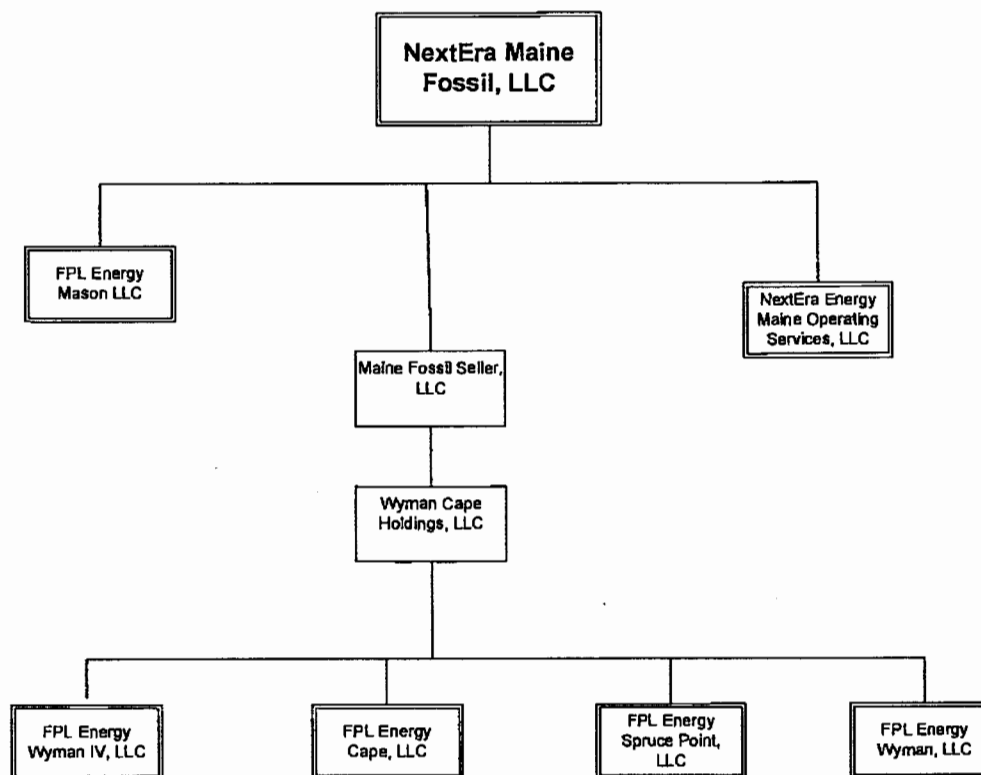 NextEra Maine
Fossil, LLC
FPL Energy
Mason LLC
NextEra Energy
Maine Operating
Services, LLC
Maine Fossil Seller,
LLC
Wyman Cape
Holdings, LLC
FPL Energy
Wyman IV, LLC
FPL Energy
Cape, LLC
FPL Energy
Spruce Point,
LLC
FPL Energy
Wyman, LLC